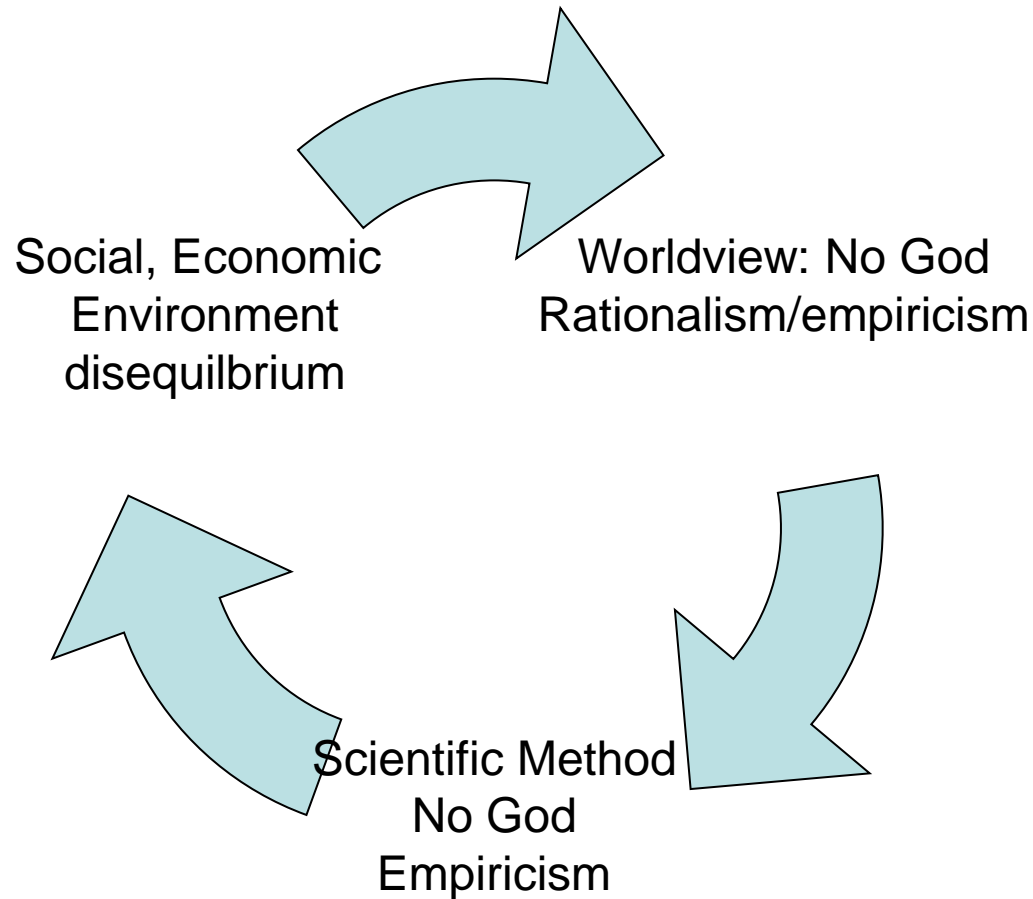 Social, Economic
Environment
disequilbrium
Worldview: No God
Rationalism/empiricism
Scientific Method
No God
Empiricism